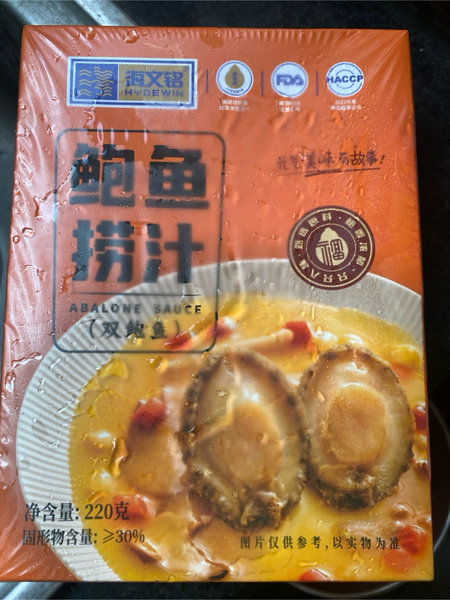 海文铭
HYDEWIN
FDA
HACCP
鲍鱼
捞汁
ABALONE SAUCE
(双鲍鱼)
美味有故事!
福
净含量: 220克
固形物含量: ≥30%
图片仅供参考,以实物为准